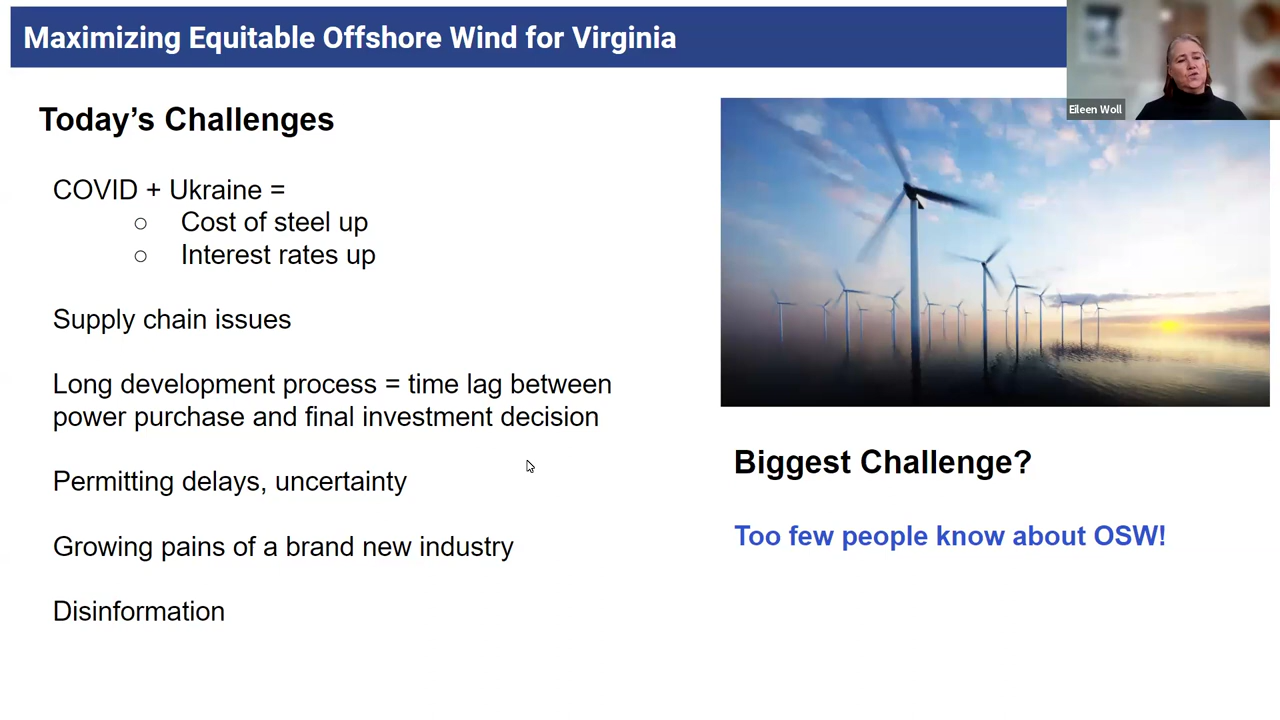 Maximizing Equitable Offshore Wind for Virginia
Eileen Woll
Today's Challenges
COVID + Ukraine =
○ Cost of steel up
○ Interest rates up
Supply chain issues
Long development process = time lag between
power purchase and final investment decision
Permitting delays, uncertainty
Growing pains of a brand new industry
Disinformation
Biggest Challenge?
Too few people know about OSW!